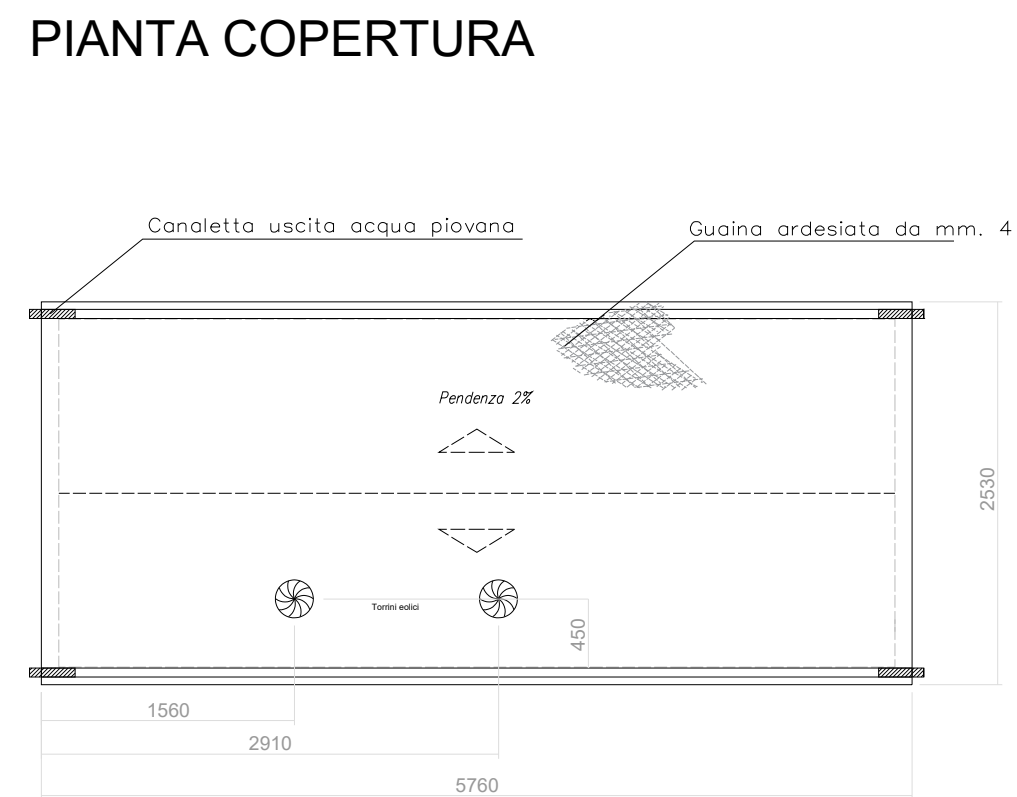 PIANTA COPERTURA
Canaletta uscita acqua piovana
Guaina ardesiata da mm. 4
Pendenza 2%
2530
Torrini eolici
450
1560
2910
5760